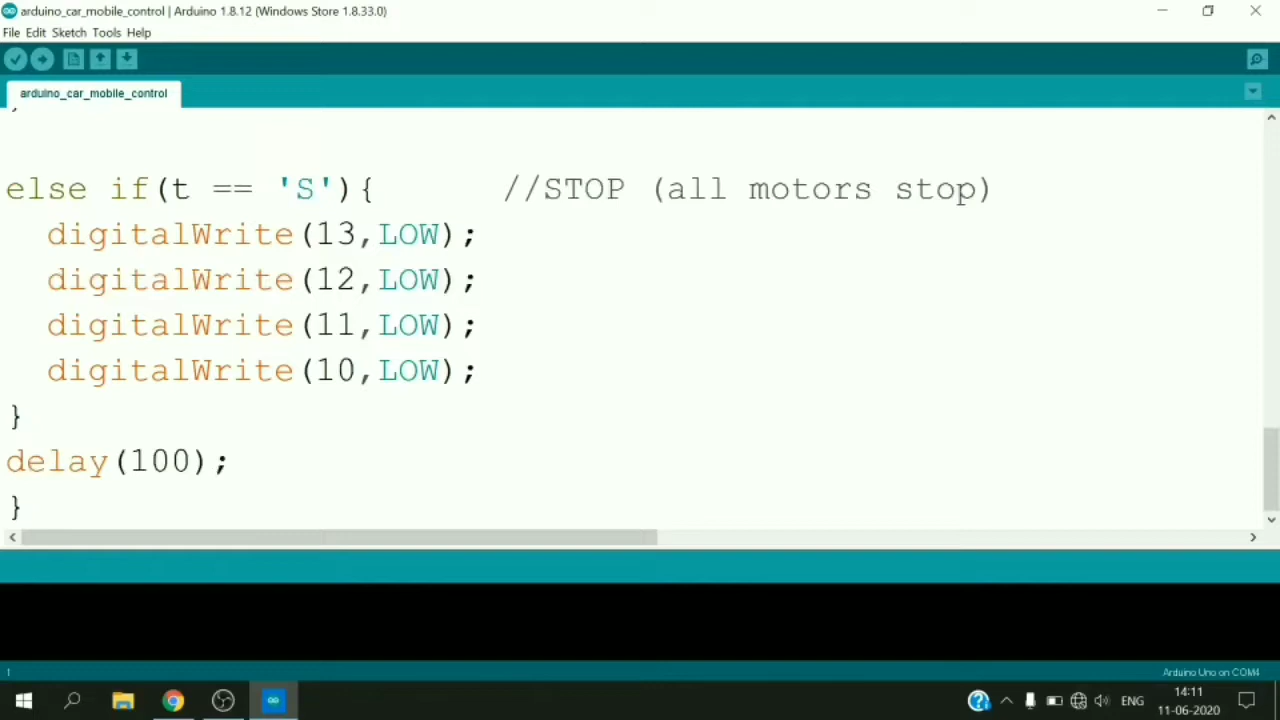 arduino_car_mobile_control | Arduino 1.8.12 (Windows Store 1.8.33.0)
File Edit Sketch Tools Help
arduino_car_mobile_control
}
else if(t == 'S'){ //STOP (all motors stop)
digitalWrite(13,LOW);
digitalWrite(12,LOW);
digitalWrite(11,LOW);
digitalWrite(10,LOW);
}
delay(100);
}
1
Arduino Uno on COM4
ENG
14:11
11-06-2020